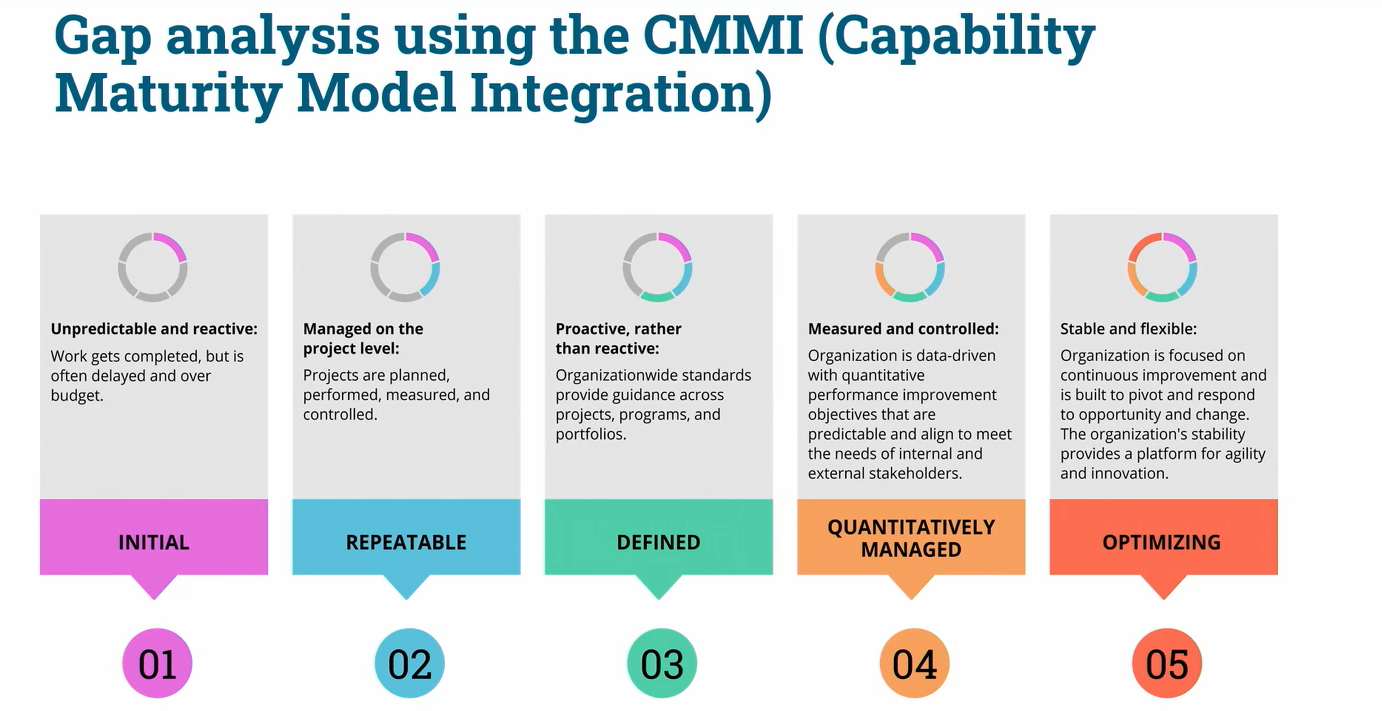 Gap analysis using the CMMI (Capability
Maturity Model Integration)
Unpredictable and reactive:
Work gets completed, but is
often delayed and over
budget.
INITIAL
01
Managed on the
project level:
Projects are planned,
performed, measured, and
controlled.
REPEATABLE
02
Proactive, rather
than reactive:
Organizationwide standards
provide guidance across
projects, programs, and
portfolios.
DEFINED
03
Measured and controlled:
Organization is data-driven
with quantitative
performance improvement
objectives that are
predictable and align to meet
the needs of internal and
external stakeholders.
QUANTITATIVELY
MANAGED
04
Stable and flexible:
Organization is focused on
continuous improvement and
is built to pivot and respond
to opportunity and change.
The organization's stability
provides a platform for agility
and innovation.
OPTIMIZING
05